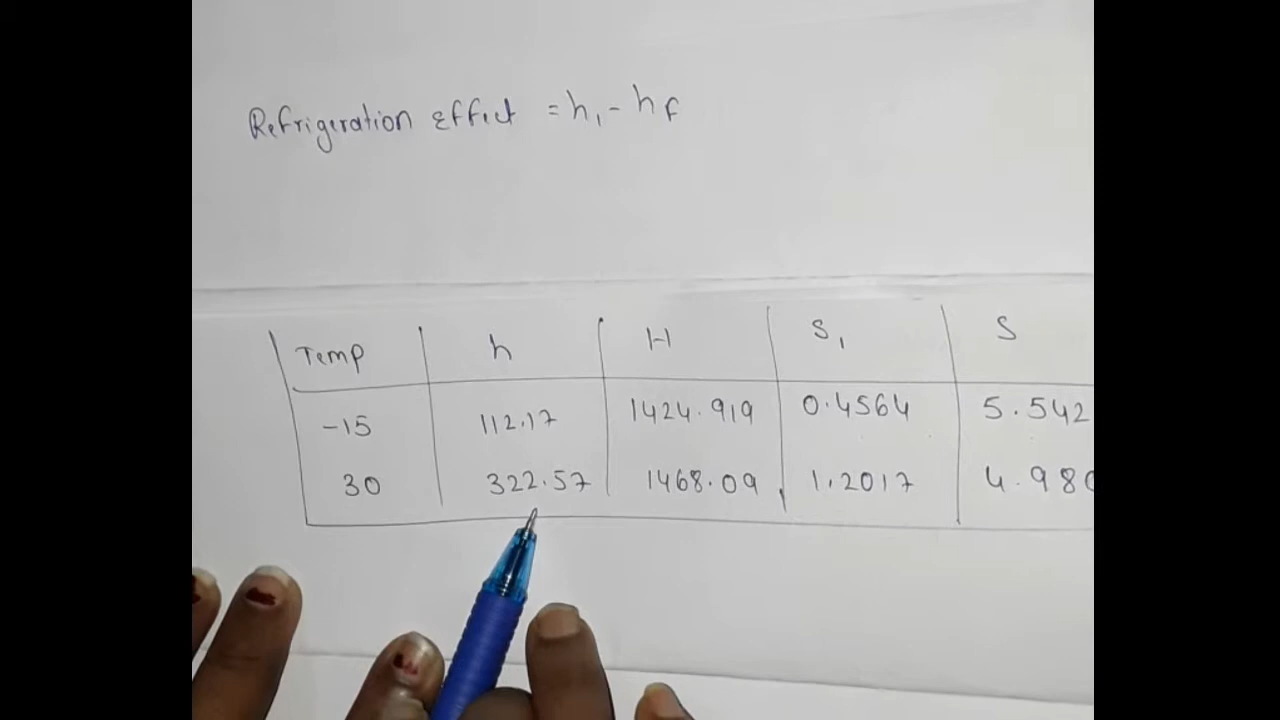 Refrigeration Effect = h1 - hf
Temp h H S1 S
-15 112.17 1424.919 0.4564 5.542
30 322.57 1468.09 1.2017 4.980